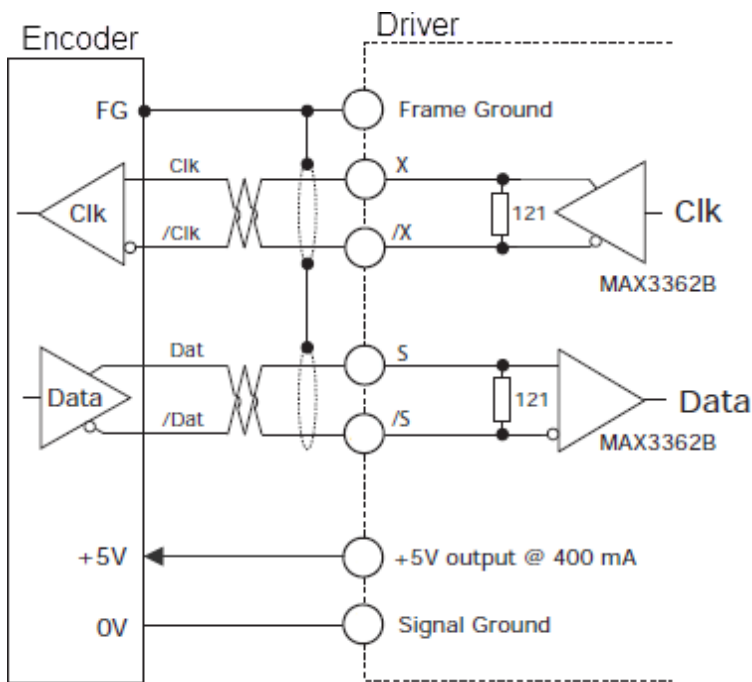 Encoder
Driver
FG
Frame Ground
Clk
X
Clk
121
Clk
/Clk
/X
MAX3362B
Dat
S
Data
121
Data
/Dat
/S
MAX3362B
+5V
+5V output @ 400 mA
0V
Signal Ground